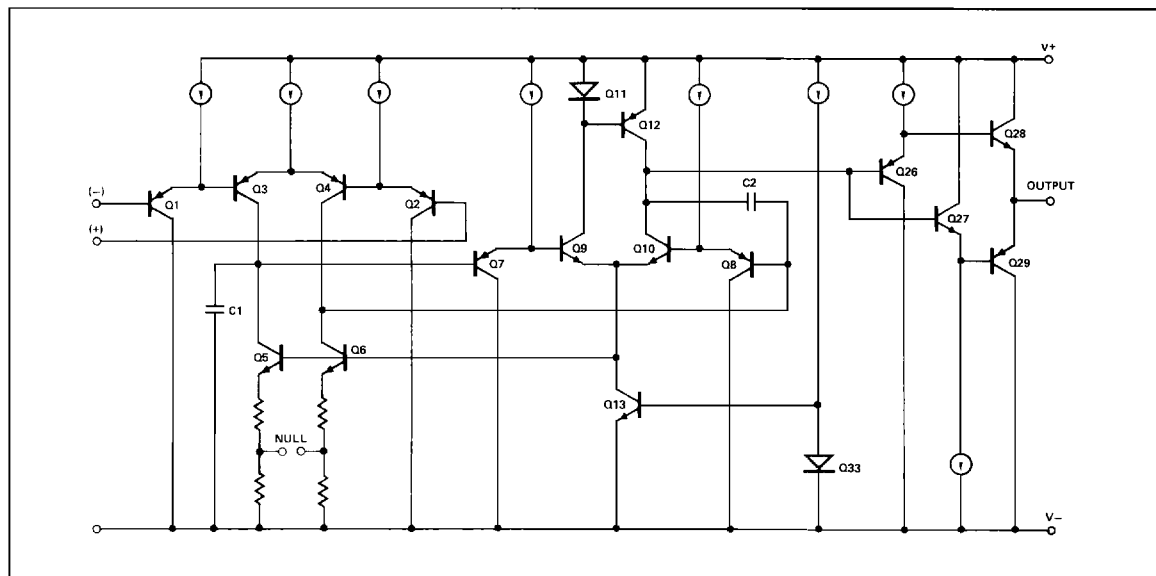 V+
Q11
Q12
Q28
(-)
Q3
Q4
C2
Q26
OUTPUT
Q1
Q2
Q27
(+)
Q9
Q10
Q7
Q8
Q29
C1
Q5
Q6
Q13
NULL
Q33
V-